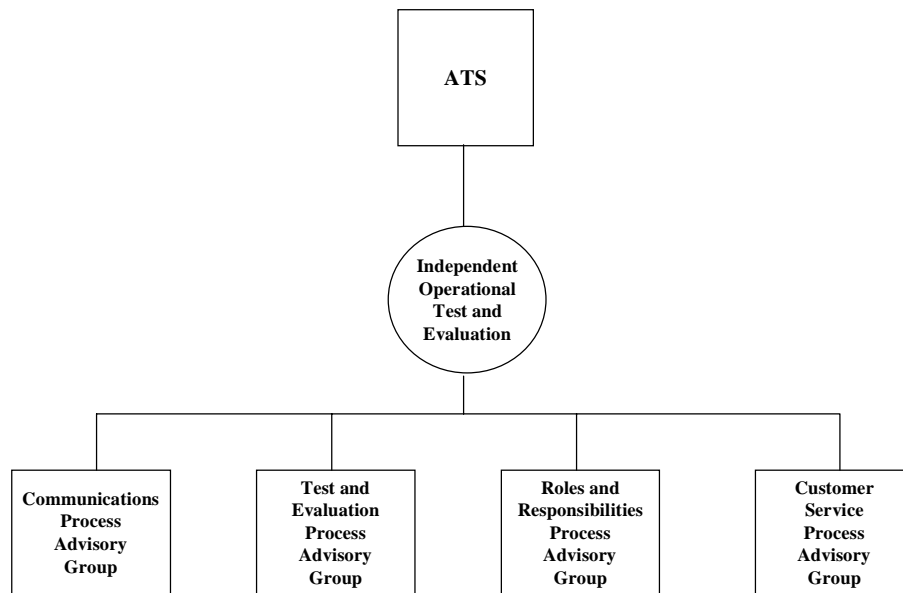 ATS
Independent
Operational
Test and
Evaluation
Communications
Process
Advisory
Group
Test and
Evaluation
Process
Advisory
Group
Roles and
Responsibilities
Process
Advisory
Group
Customer
Service
Process
Advisory
Group